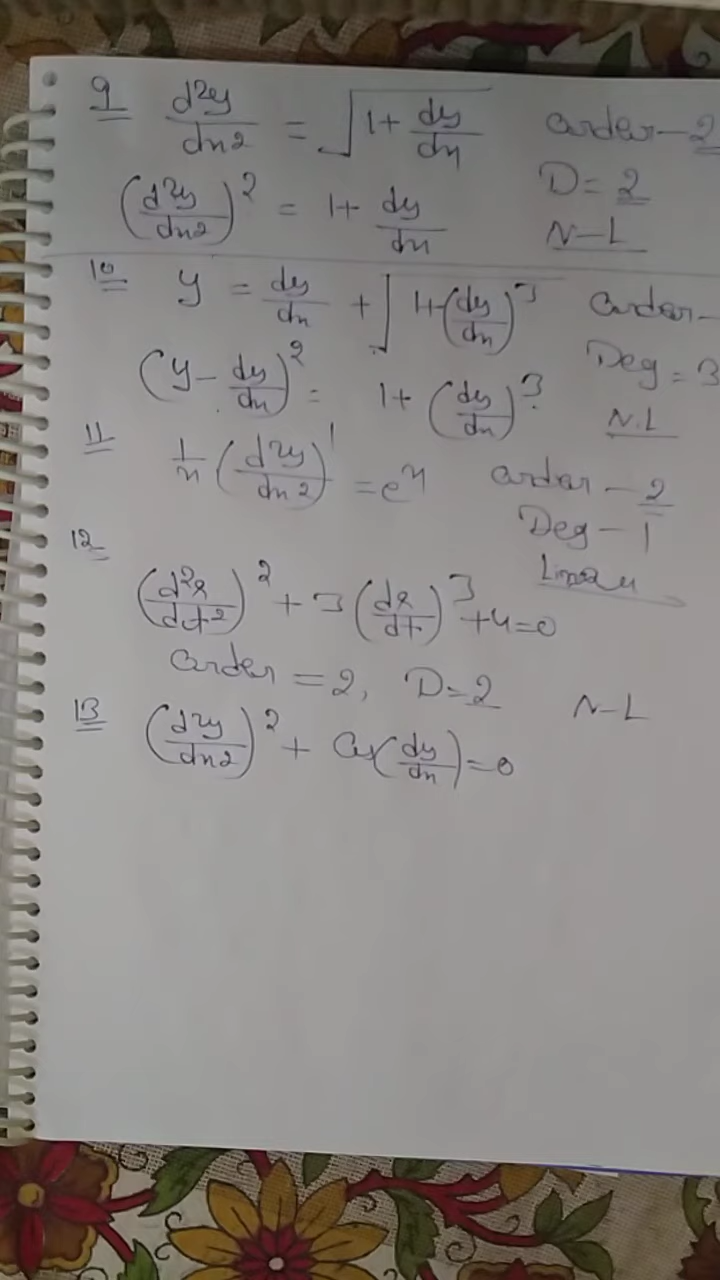 9 d²y/dx² = √(1 + dy/dx) order – 2
D = 2
(d²y/dx²)² = 1 + dy/dx N–L
10 y = dy/dx + √(1+(dy/dx)³) order –
Deg = 3
(y – dy/dx)² = 1 + (dy/dx)³ N.L
11 1/x (d²y/dx²)¹ = eˣ order – 2
Deg – 1
Linear
12
(d²x/dt²)² + 3 (dx/dt)³ + 4 = 0
order = 2, D = 2 N–L
13 (d²y/dx²)² + Cos(dy/dx) = 0